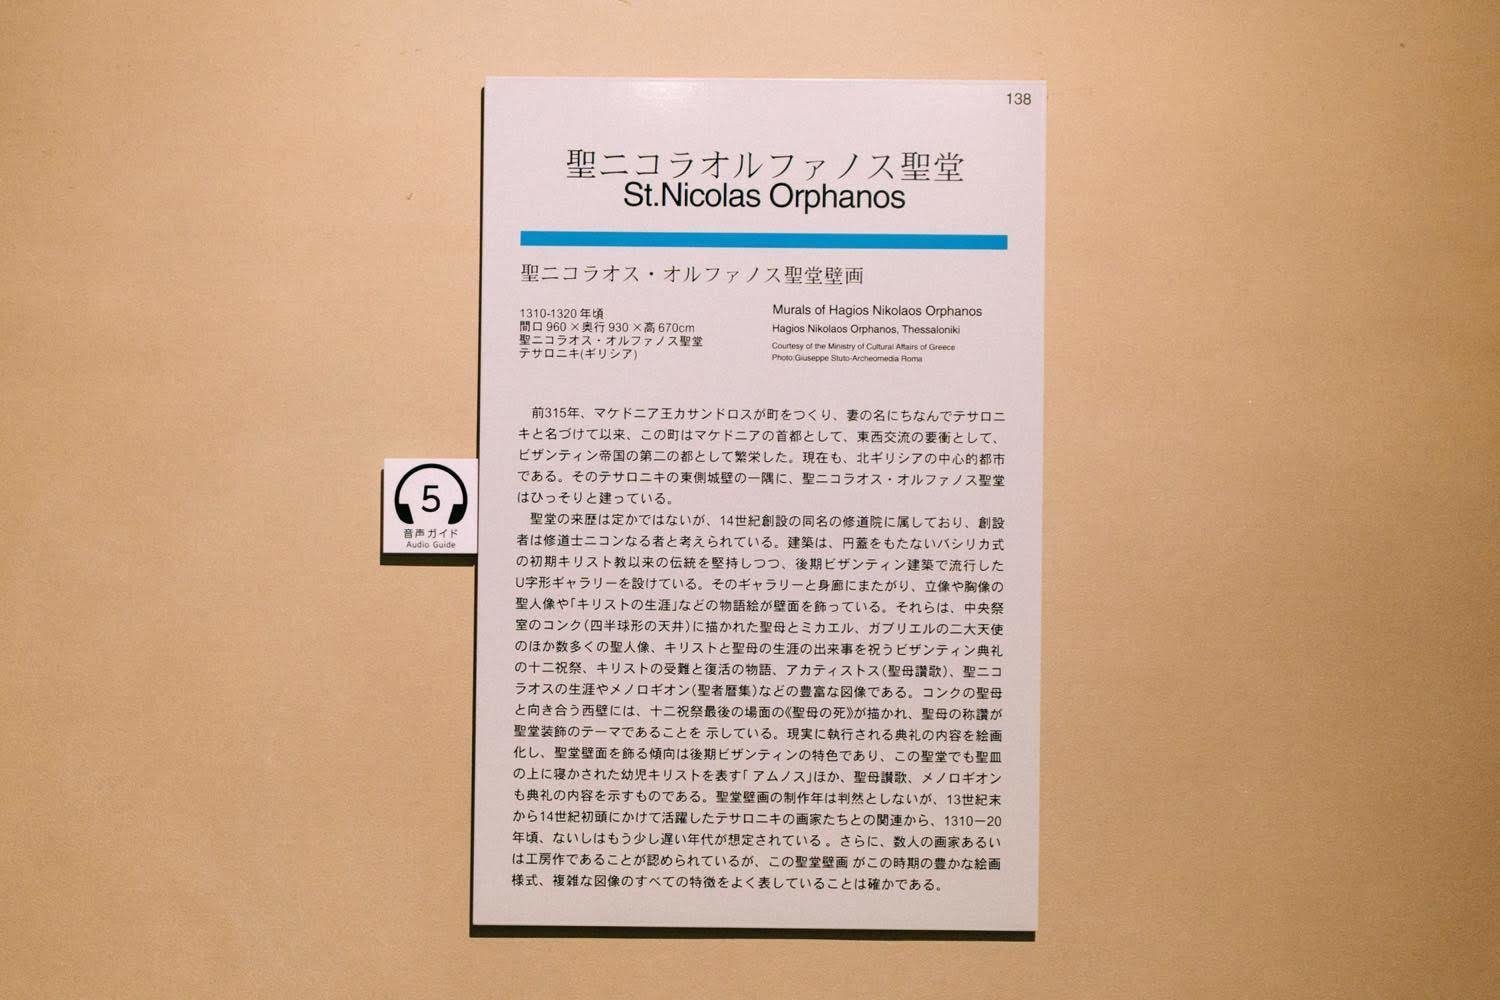 138
聖ニコラオルファノス聖堂
St.Nicolas Orphanos
聖ニコラオス・オルファノス聖堂壁画
1310-1320 年頃
間口 960 ×奥行 930 ×高 670cm
聖ニコラオス・オルファノス聖堂
テサロニキ(ギリシア)
Murals of Hagios Nikolaos Orphanos
Hagios Nikolaos Orphanos, Thessaloniki
Courtesy of the Ministry of Cultural Affairs of Greece
Photo:Giuseppe Stuto-Archeomedia Roma
前315年、マケドニア王カサンドロスが町をつくり、妻の名にちなんでテサロニ
キと名づけて以来、この町はマケドニアの首都として、東西交流の要衝として、
ビザンティン帝国の第二の都として繁栄した。現在も、北ギリシアの中心的都市
である。そのテサロニキの東側城壁の一隅に、聖ニコラオス・オルファノス聖堂
はひっそりと建っている。
聖堂の来歴は定かではないが、14世紀創設の同名の修道院に属しており、創設
者は修道士ニコンなる者と考えられている。建築は、円蓋をもたないバシリカ式
の初期キリスト教以来の伝統を堅持しつつ、後期ビザンティン建築で流行した
U字形ギャラリーを設けている。そのギャラリーと身廊にまたがり、立像や胸像の
聖人像や「キリストの生涯」などの物語絵が壁面を飾っている。それらは、中央祭
室のコンク(四半球形の天井)に描かれた聖母とミカエル、ガブリエルの二大天使
のほか数多くの聖人像、キリストと聖母の生涯の出来事を祝うビザンティン典礼
の十二祝祭、キリストの受難と復活の物語、アカティストス(聖母讃歌)、聖ニコ
ラオスの生涯やメノロギオン(聖者暦集)などの豊富な図像である。コンクの聖母
と向き合う西壁には、十二祝祭最後の場面の《聖母の死》が描かれ、聖母の称讃が
聖堂装飾のテーマであることを 示している。現実に執行される典礼の内容を絵画
化し、聖堂壁面を飾る傾向は後期ビザンティンの特色であり、この聖堂でも聖皿
の上に寝かされた幼児キリストを表す「 アムノス」ほか、聖母讃歌、メノロギオン
も典礼の内容を示すものである。聖堂壁画の制作年は判然としないが、13世紀末
から14世紀初頭にかけて活躍したテサロニキの画家たちとの関連から、1310－20
年頃、ないしはもう少し遅い年代が想定されている 。さらに、数人の画家あるい
は工房作であることが認められているが、この聖堂壁画 がこの時期の豊かな絵画
様式、複雑な図像のすべての特徴をよく表していることは確かである。
5
音声ガイド
Audio Guide